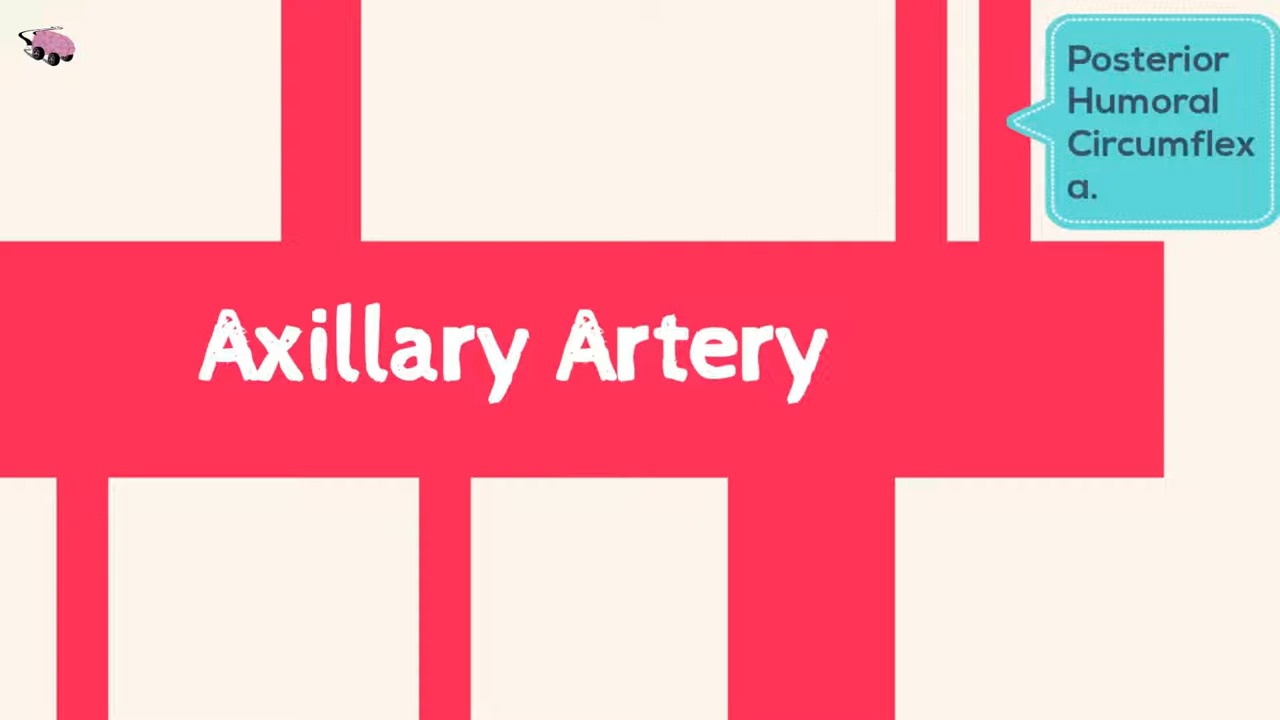 Posterior
Humoral
Circumflex
a.
Axillary Artery